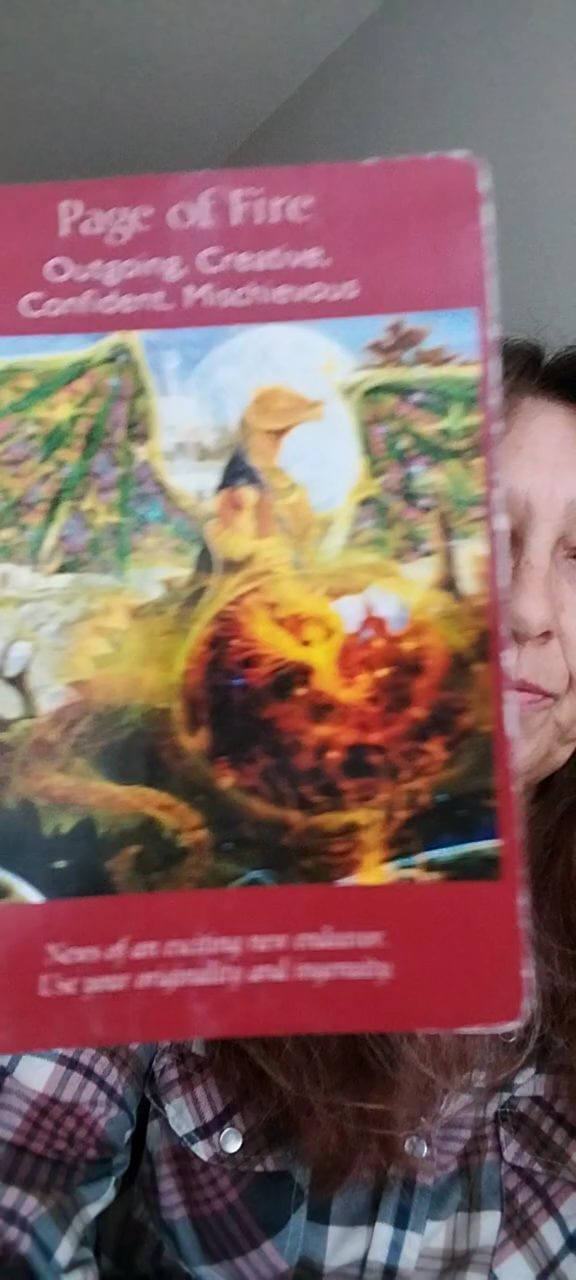 Page of Fire
Outgoing, Creative,
Confident, Mischievous
News of an exciting new endeavor.
Use your originality and ingenuity.